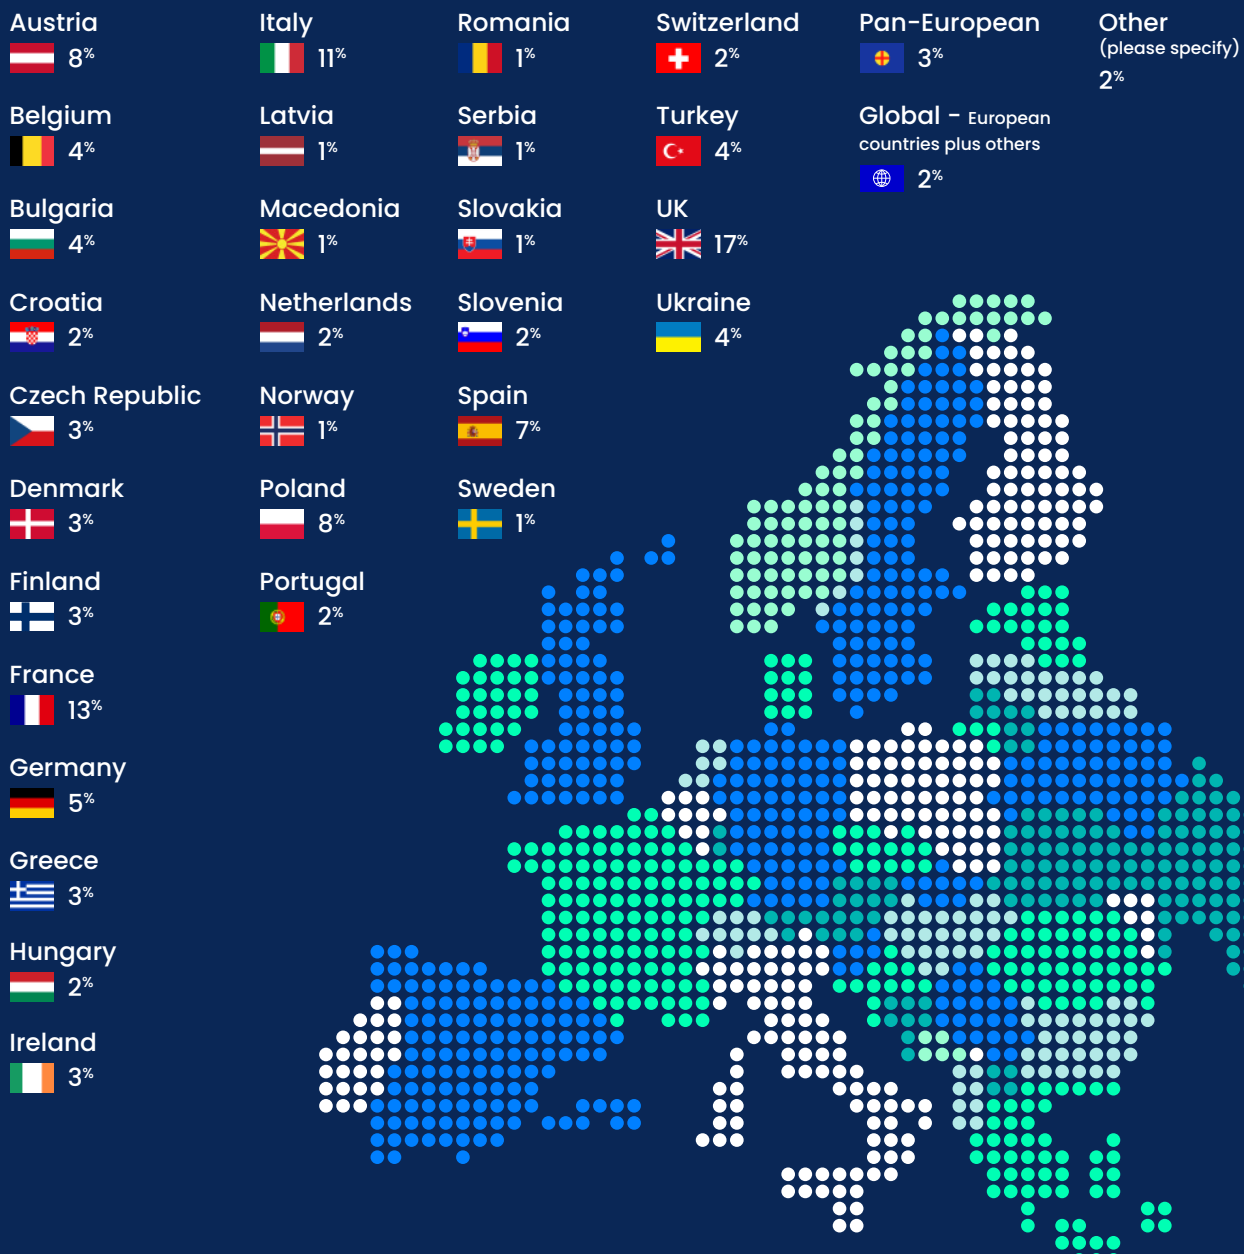 Austria
8%
Belgium
4%
Bulgaria
4%
Croatia
2%
Czech Republic
3%
Denmark
3%
Finland
3%
France
13%
Germany
5%
Greece
3%
Hungary
2%
Ireland
3%
Italy
11%
Latvia
1%
Macedonia
1%
Netherlands
2%
Norway
1%
Poland
8%
Portugal
2%
Romania
1%
Serbia
1%
Slovakia
1%
Slovenia
2%
Spain
7%
Sweden
1%
Switzerland
2%
Turkey
4%
UK
17%
Ukraine
4%
Pan-European
3%
Global - European
countries plus others
2%
Other
(please specify)
2%